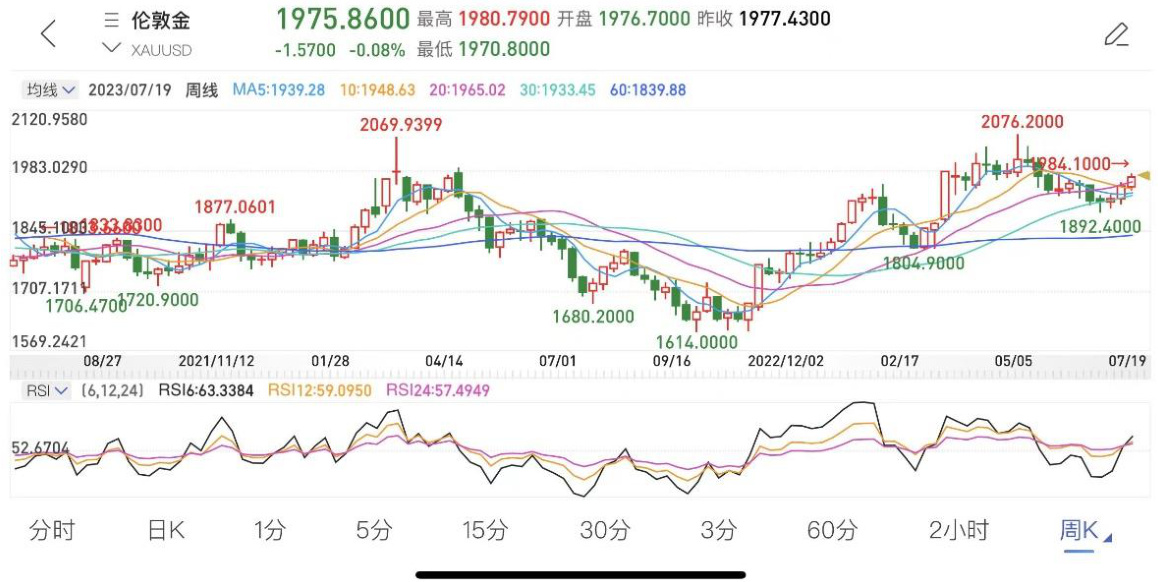 伦敦金 1975.8600 最高 1980.7900 开盘 1976.7000 昨收 1977.4300
XAUUSD -1.5700 -0.08% 最低 1970.8000
均线 2023/07/19 周线 MA5:1939.28 10:1948.63 20:1965.02 30:1933.45 60:1839.88
2120.9580
2069.9399
2076.2000
1983.0290
1984.1000→
1877.0601
1845.1003
1892.4000
1804.9000
1707.1711
1706.4700
1720.9000
1680.2000
1614.0000
1569.2421
08/27 2021/11/12 01/28 04/14 07/01 09/16 2022/12/02 02/17 05/05 07/19
RSI (6,12,24) RSI6:63.3384 RSI12:59.0950 RSI24:57.4949
52.6704
分时 日K 1分 5分 15分 30分 3分 60分 2小时 周K